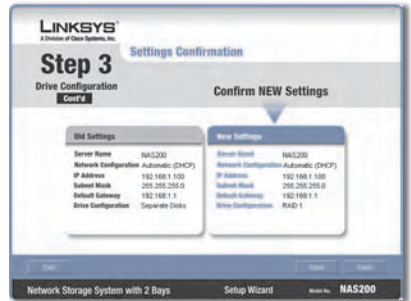 LINKSYS®
A Division of Cisco Systems, Inc.
Settings Confirmation
Step 3
Drive Configuration
Cont'd
Confirm NEW Settings
Old Settings
Server Name NAS200
Network Configuration Automatic (DHCP)
IP Address 192.168.1.100
Subnet Mask 255.255.255.0
Default Gateway 192.168.1.1
Drive Configuration Separate Disks
New Settings
Server Name NAS200
Network Configuration Automatic (DHCP)
IP Address 192.168.1.100
Subnet Mask 255.255.255.0
Default Gateway 192.168.1.1
Drive Configuration RAID 1
Network Storage System with 2 Bays
Setup Wizard
Model No. NAS200